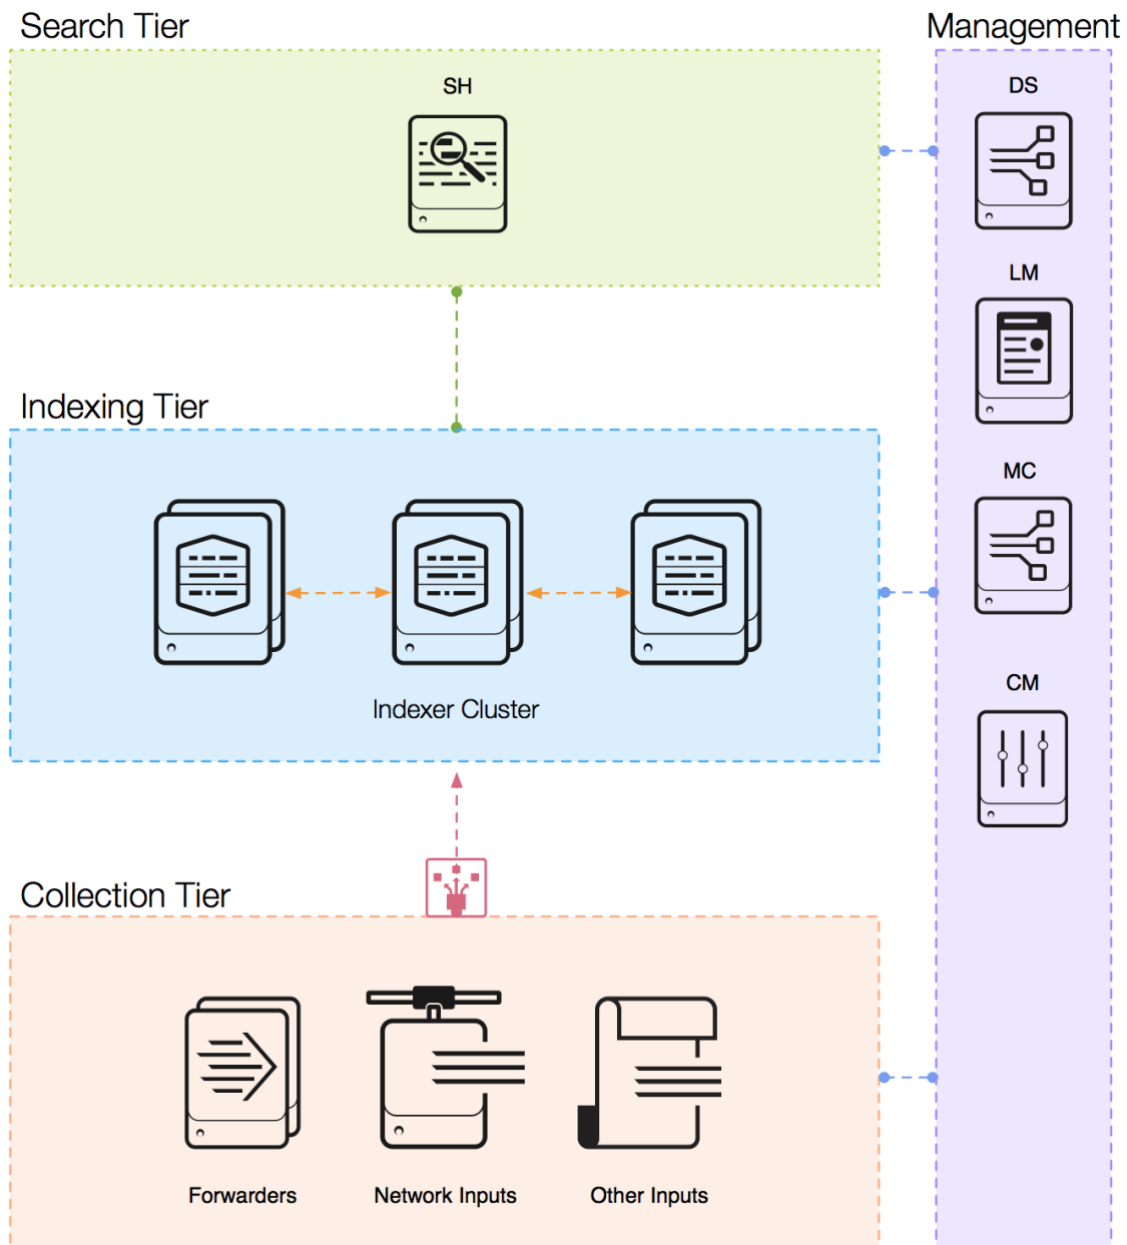 Search Tier
SH
Management
DS
LM
MC
CM
Indexing Tier
Indexer Cluster
Collection Tier
Forwarders
Network Inputs
Other Inputs